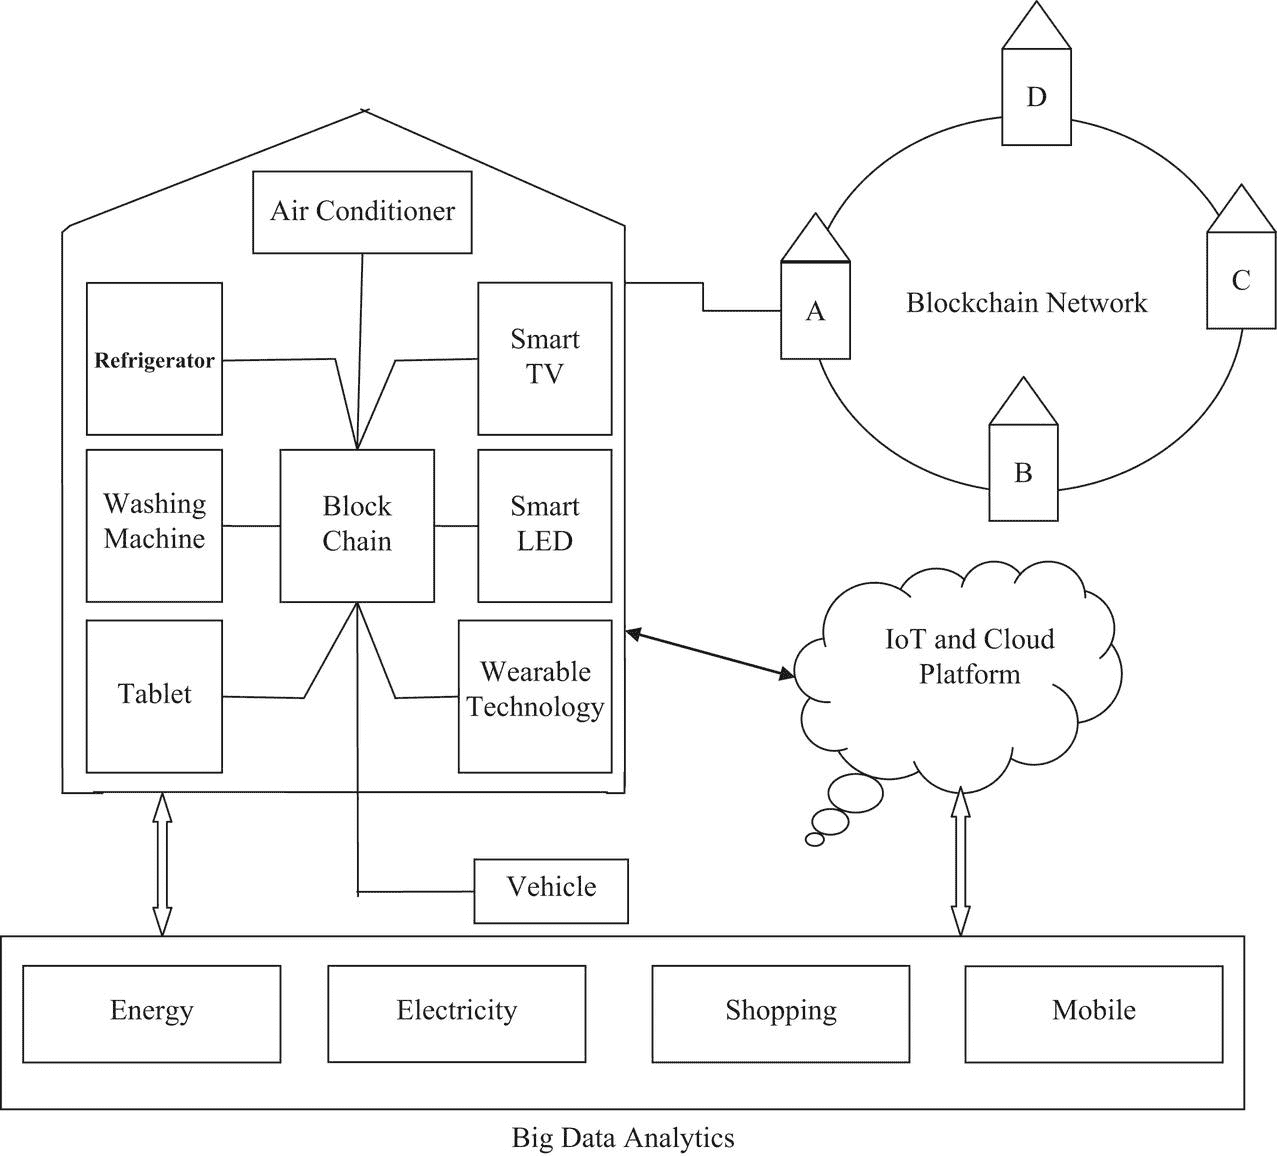 D
Air Conditioner
C
A
Blockchain Network
Refrigerator
Smart
TV
B
Washing
Machine
Block
Chain
Smart
LED
IoT and Cloud
Platform
Tablet
Wearable
Technology
Vehicle
Energy
Electricity
Shopping
Mobile
Big Data Analytics